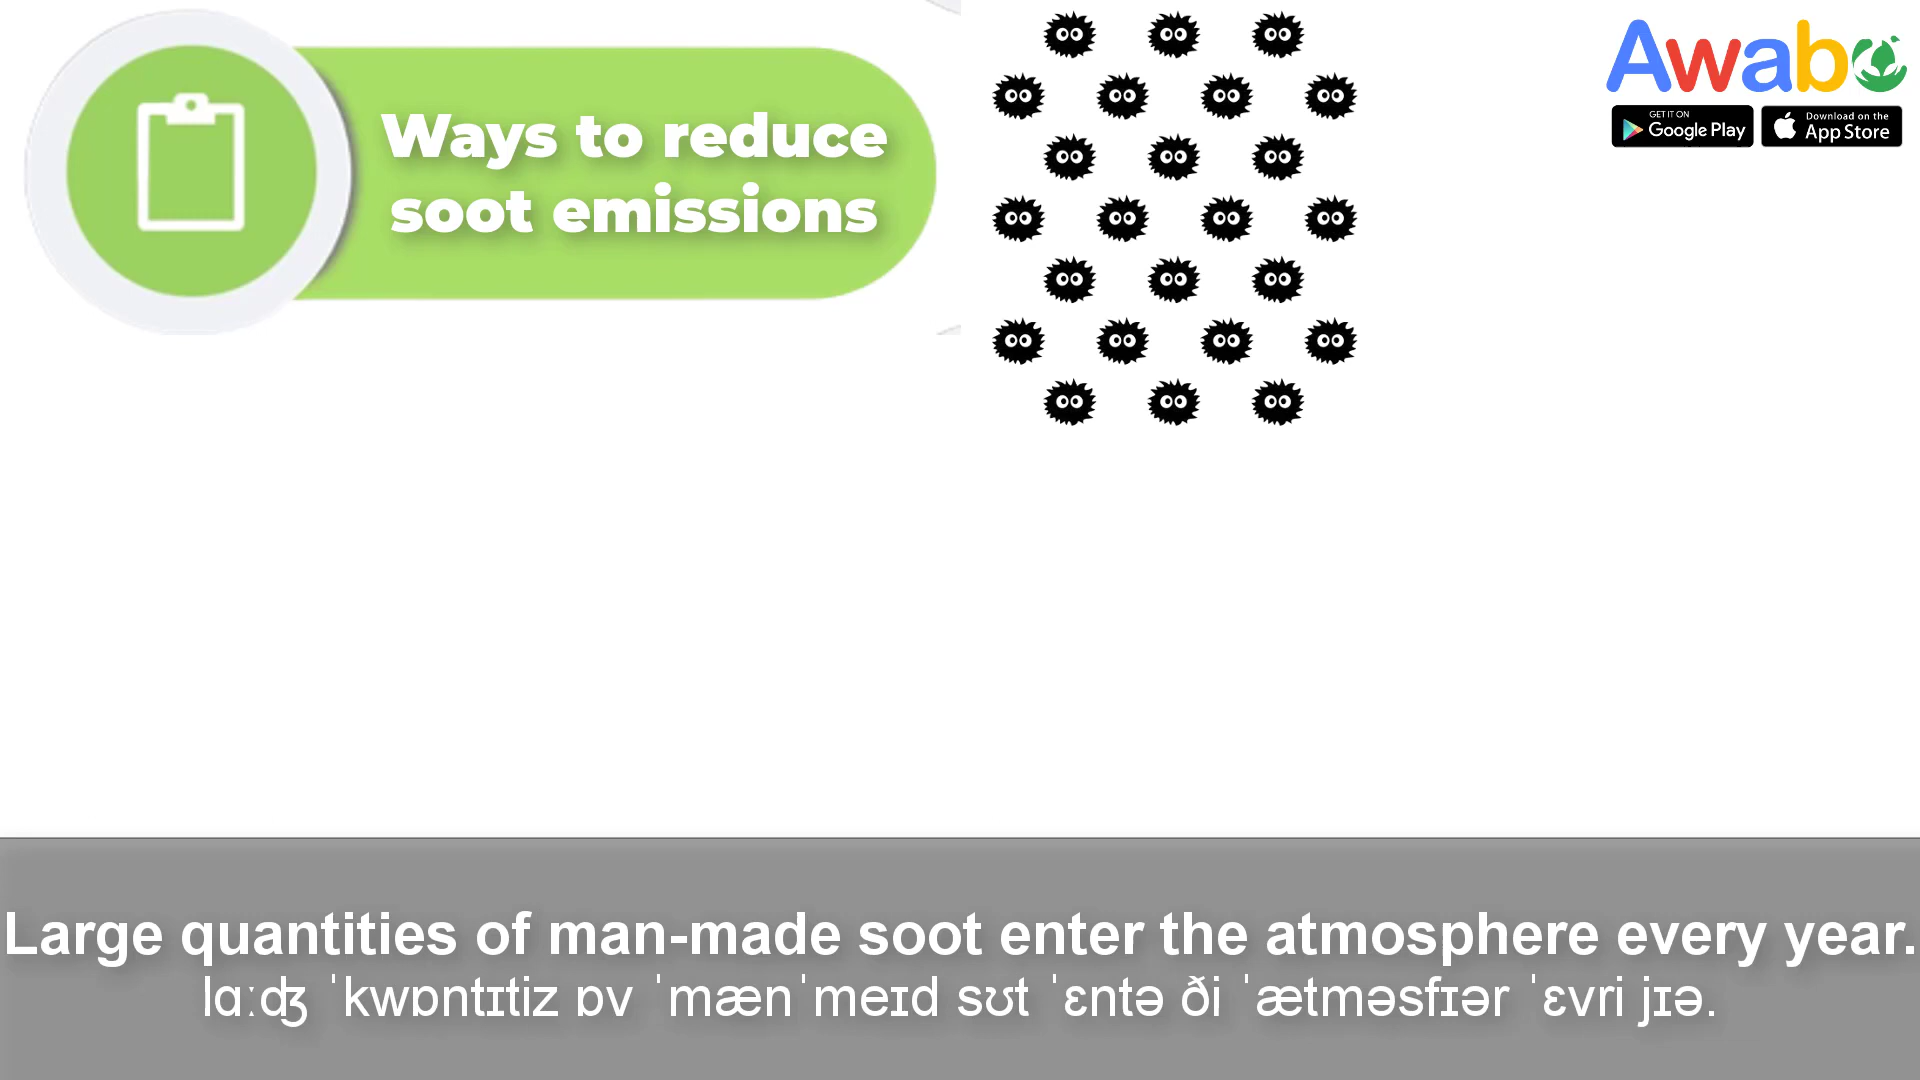 Ways to reduce
soot emissions
Awabe
GET IT ON
Google Play
Download on the
App Store
Large quantities of man-made soot enter the atmosphere every year.
lɑːʤ ˈkwɒntɪtiz ɒv ˈmænˈmeɪd sʊt ˈɛntə ði ˈætməsfɪər ˈɛvri jɪə.